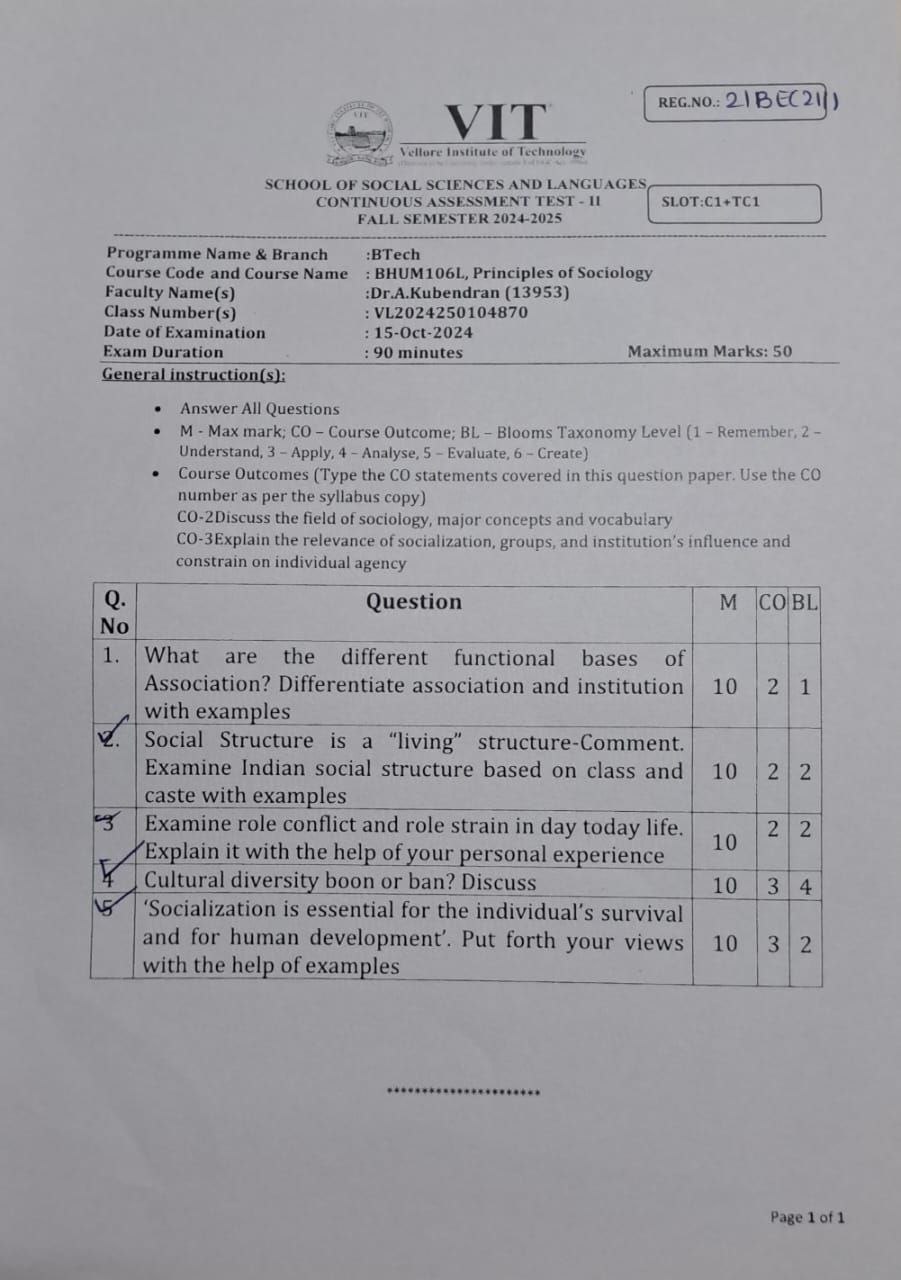 REG.NO.: 21BEC2111
VIT
Vellore Institute of Technology
SCHOOL OF SOCIAL SCIENCES AND LANGUAGES
CONTINUOUS ASSESSMENT TEST - II
FALL SEMESTER 2024-2025
SLOT:C1+TC1
Programme Name & Branch :BTech
Course Code and Course Name : BHUM106L, Principles of Sociology
Faculty Name(s) :Dr.A.Kubendran (13953)
Class Number(s) : VL2024250104870
Date of Examination : 15-Oct-2024
Exam Duration : 90 minutes Maximum Marks: 50
General instruction(s):
• Answer All Questions
• M - Max mark; CO – Course Outcome; BL – Blooms Taxonomy Level (1 – Remember, 2 –
Understand, 3 – Apply, 4 – Analyse, 5 – Evaluate, 6 – Create)
• Course Outcomes (Type the CO statements covered in this question paper. Use the CO
number as per the syllabus copy)
CO-2Discuss the field of sociology, major concepts and vocabulary
CO-3Explain the relevance of socialization, groups, and institution's influence and
constrain on individual agency
Q. No Question M CO BL
1. What are the different functional bases of
Association? Differentiate association and institution 10 2 1
with examples
2. Social Structure is a "living" structure-Comment.
Examine Indian social structure based on class and 10 2 2
caste with examples
3 Examine role conflict and role strain in day today life. 2 2
Explain it with the help of your personal experience 10
4 Cultural diversity boon or ban? Discuss 10 3 4
5 'Socialization is essential for the individual's survival
and for human development'. Put forth your views 10 3 2
with the help of examples
**********************
Page 1 of 1